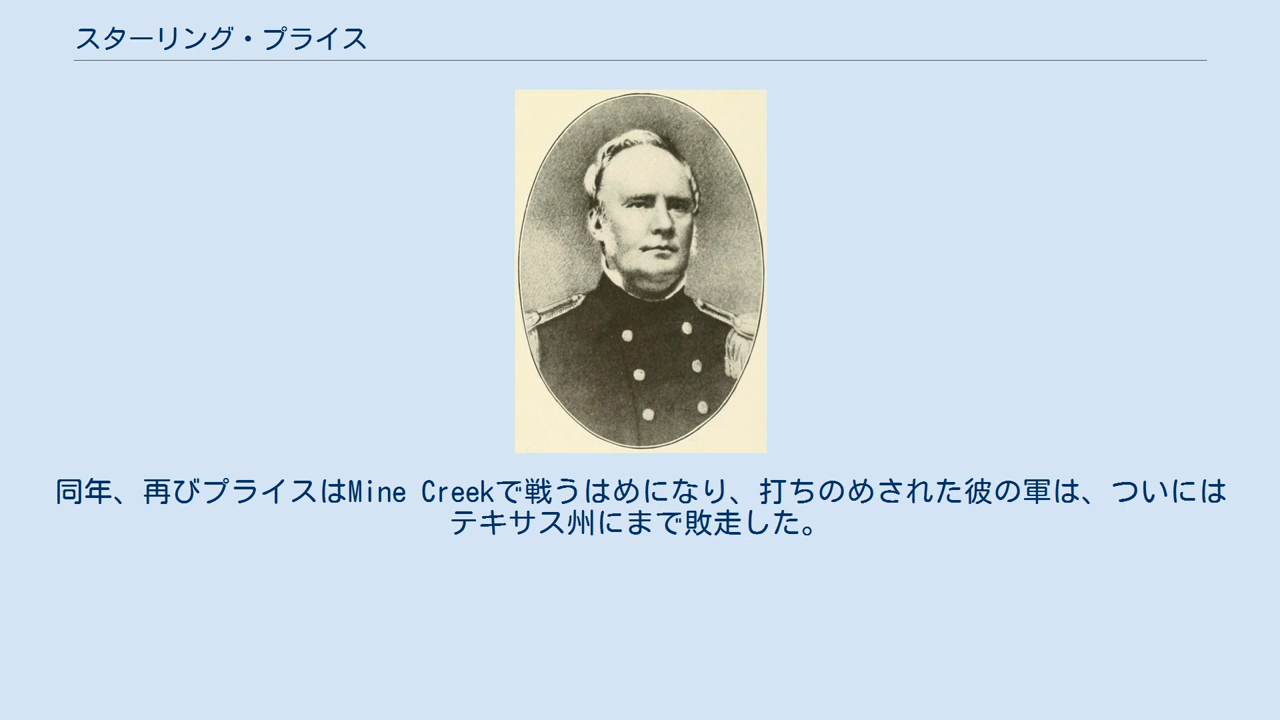 スターリング・プライス
同年、再びプライスはMine Creekで戦うはめになり、打ちのめされた彼の軍は、ついには
テキサス州にまで敗走した。